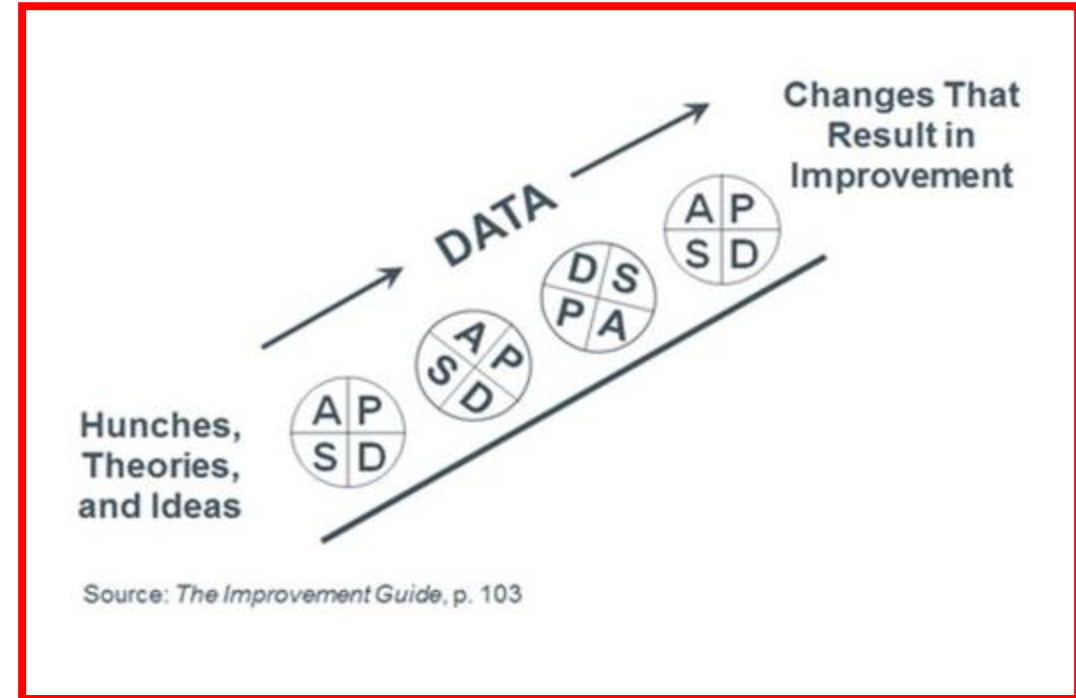 Changes That
Result in
Improvement
DATA
A P
S D
A P
S D
D S
P A
A P
S D
Hunches,
Theories,
and Ideas
Source: The Improvement Guide, p. 103